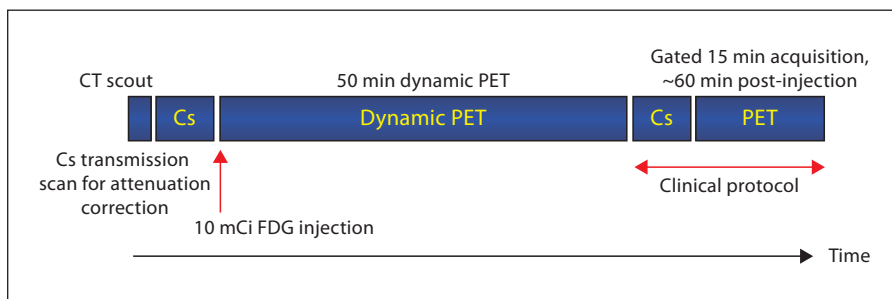 Gated 15 min acquisition,
~60 min post-injection
CT scout
50 min dynamic PET
Cs
Dynamic PET
Cs
PET
Cs transmission
scan for attenuation
correction
10 mCi FDG injection
Clinical protocol
Time